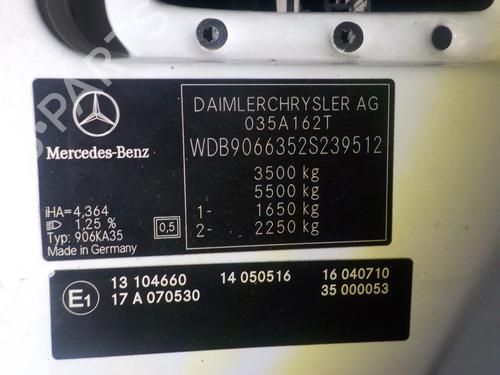 DAIMLERCHRYSLER AG
035A162T
WDB9066352S239512
3500 kg
5500 kg
1- 1650 kg
2- 2250 kg
Mercedes-Benz
iHA=4,364
1,25 %
Typ: 906KA35
Made in Germany
0,5
E1
13 104660 14 050516 16 040710
17 A 070530 35 000053